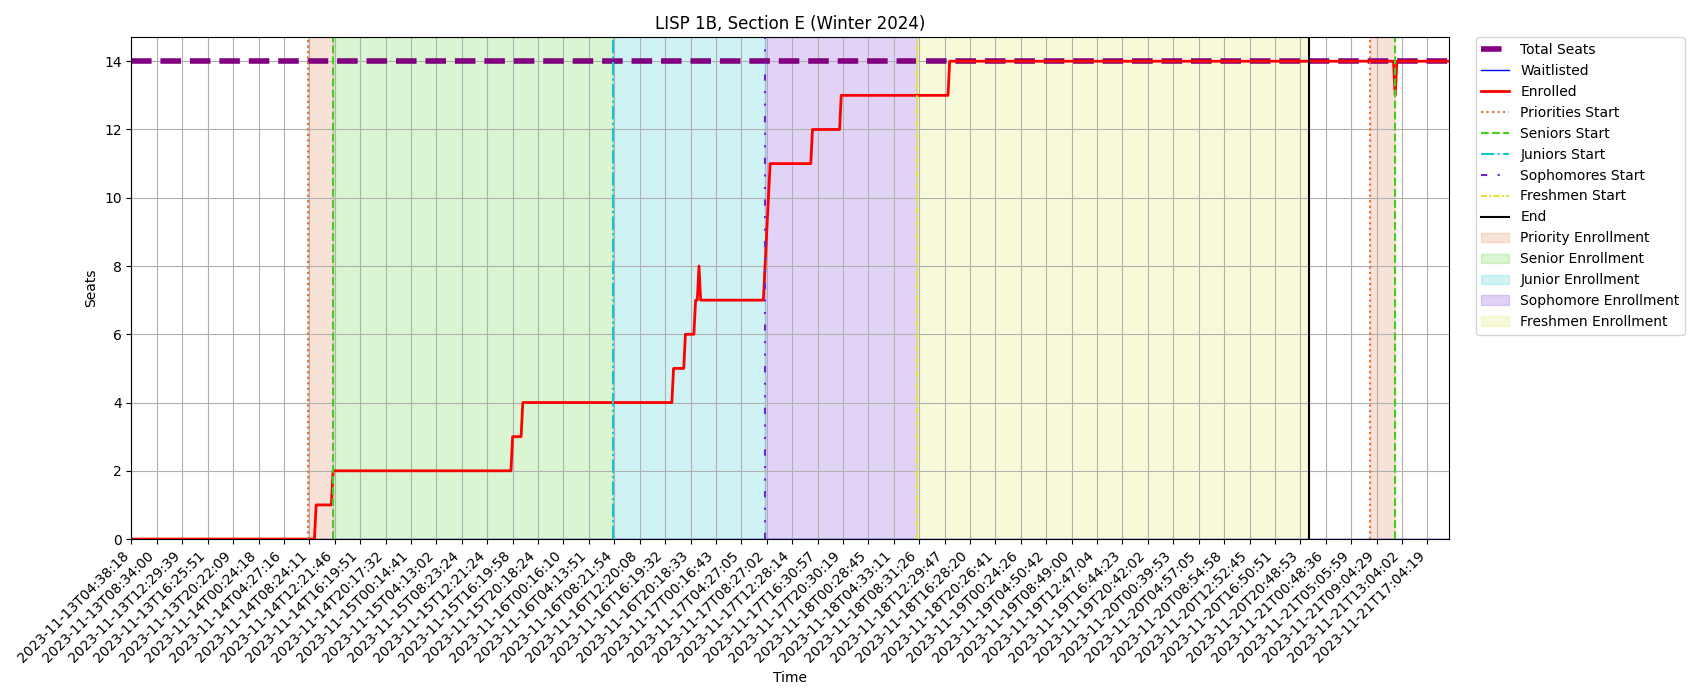 LISP 1B, Section E (Winter 2024)
Total Seats
Waitlisted
Enrolled
Priorities Start
Seniors Start
Juniors Start
Sophomores Start
Freshmen Start
End
Priority Enrollment
Senior Enrollment
Junior Enrollment
Sophomore Enrollment
Freshmen Enrollment
Seats
14
12
10
8
6
4
2
0
2023-11-13T04:38:18
2023-11-13T08:34:00
2023-11-13T12:29:39
2023-11-13T16:25:51
2023-11-13T20:22:09
2023-11-14T00:24:18
2023-11-14T04:27:16
2023-11-14T08:24:11
2023-11-14T12:21:46
2023-11-14T16:19:51
2023-11-14T20:17:32
2023-11-15T00:14:41
2023-11-15T04:13:02
2023-11-15T08:23:24
2023-11-15T12:21:24
2023-11-15T16:19:58
2023-11-15T20:18:24
2023-11-16T00:16:10
2023-11-16T04:13:51
2023-11-16T08:21:54
2023-11-16T12:20:08
2023-11-16T16:19:32
2023-11-16T20:18:33
2023-11-17T00:16:43
2023-11-17T04:27:05
2023-11-17T08:27:02
2023-11-17T12:28:14
2023-11-17T16:30:57
2023-11-17T20:30:19
2023-11-18T00:28:45
2023-11-18T04:33:11
2023-11-18T08:31:26
2023-11-18T12:29:47
2023-11-18T16:28:20
2023-11-18T20:26:41
2023-11-19T00:24:26
2023-11-19T04:50:42
2023-11-19T08:49:00
2023-11-19T12:47:04
2023-11-19T16:44:23
2023-11-19T20:42:02
2023-11-20T00:39:53
2023-11-20T04:57:05
2023-11-20T08:54:58
2023-11-20T12:52:45
2023-11-20T16:50:51
2023-11-20T20:48:53
2023-11-21T00:48:36
2023-11-21T05:05:59
2023-11-21T09:04:29
2023-11-21T13:04:02
2023-11-21T17:04:19
Time